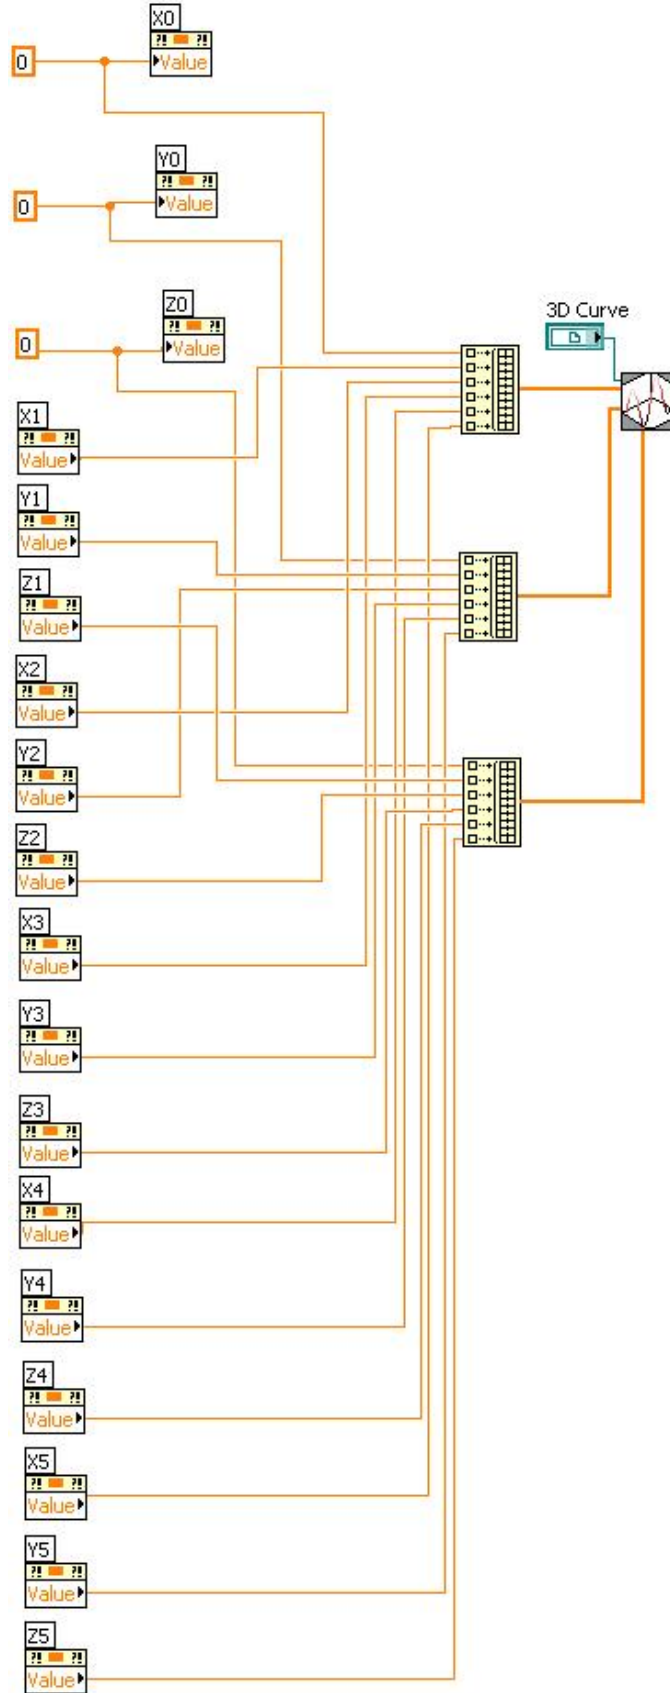 X0
0
Value
Y0
0
Value
Z0
0
Value
3D Curve
X1
Value
Y1
Value
Z1
Value
X2
Value
Y2
Value
Z2
Value
X3
Value
Y3
Value
Z3
Value
X4
Value
Y4
Value
Z4
Value
X5
Value
Y5
Value
Z5
Value